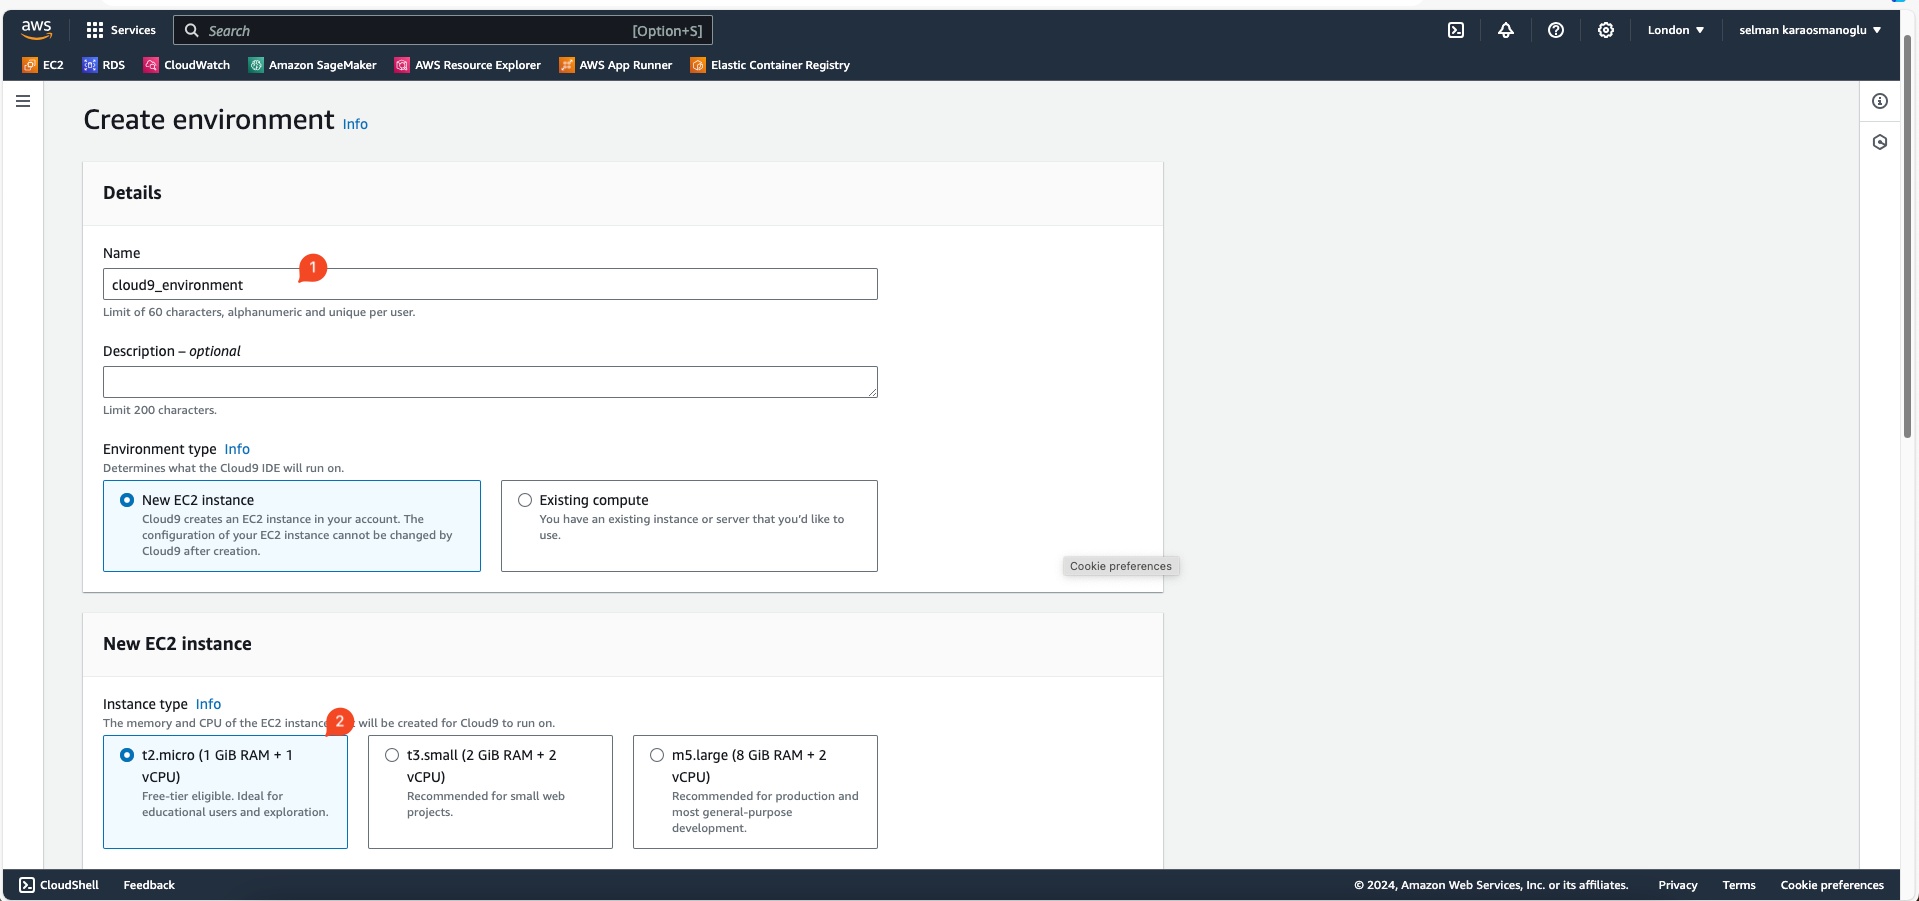 aws
Services
Search
[Option+S]
London
selman karaosmanoglu
EC2
RDS
CloudWatch
Amazon SageMaker
AWS Resource Explorer
AWS App Runner
Elastic Container Registry
Create environment Info
Details
Name
1
cloud9_environment
Limit of 60 characters, alphanumeric and unique per user.
Description – optional
Limit 200 characters.
Environment type Info
Determines what the Cloud9 IDE will run on.
New EC2 instance
Cloud9 creates an EC2 instance in your account. The
configuration of your EC2 instance cannot be changed by
Cloud9 after creation.
Existing compute
You have an existing instance or server that you'd like to
use.
Cookie preferences
New EC2 instance
Instance type Info
2
The memory and CPU of the EC2 instance will be created for Cloud9 to run on.
t2.micro (1 GiB RAM + 1
vCPU)
Free-tier eligible. Ideal for
educational users and exploration.
t3.small (2 GiB RAM + 2
vCPU)
Recommended for small web
projects.
m5.large (8 GiB RAM + 2
vCPU)
Recommended for production and
most general-purpose
development.
CloudShell
Feedback
© 2024, Amazon Web Services, Inc. or its affiliates.
Privacy
Terms
Cookie preferences